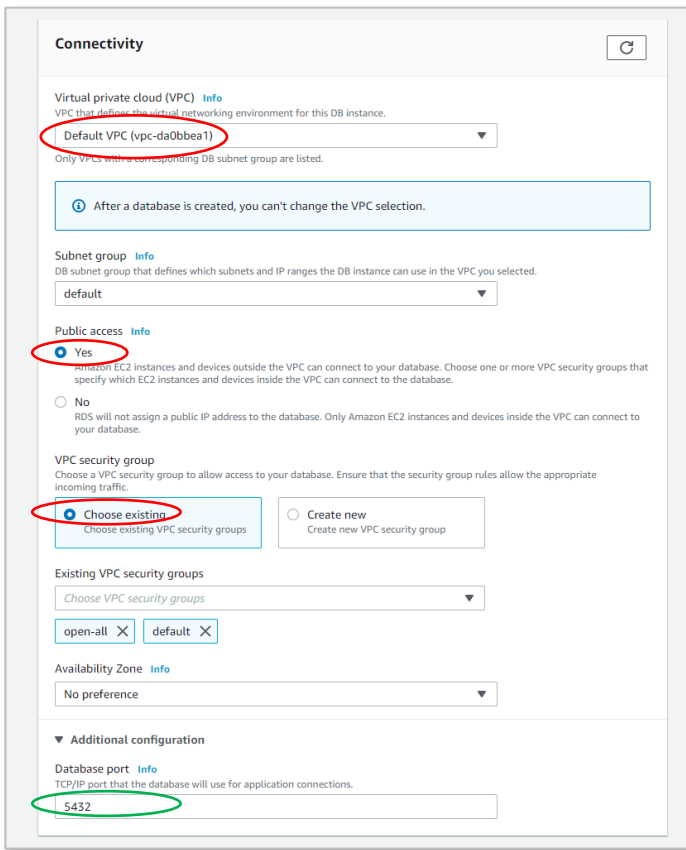 Connectivity
Virtual private cloud (VPC) Info
VPC that defines the virtual networking environment for this DB instance.
Default VPC (vpc-da0bbea1)
Only VPCs with a corresponding DB subnet group are listed.
After a database is created, you can't change the VPC selection.
Subnet group Info
DB subnet group that defines which subnets and IP ranges the DB instance can use in the VPC you selected.
default
Public access Info
Yes
Amazon EC2 instances and devices outside the VPC can connect to your database. Choose one or more VPC security groups that
specify which EC2 instances and devices inside the VPC can connect to the database.
No
RDS will not assign a public IP address to the database. Only Amazon EC2 instances and devices inside the VPC can connect to
your database.
VPC security group
Choose a VPC security group to allow access to your database. Ensure that the security group rules allow the appropriate
incoming traffic.
Choose existing
Choose existing VPC security groups
Create new
Create new VPC security group
Existing VPC security groups
Choose VPC security groups
open-all default
Availability Zone Info
No preference
Additional configuration
Database port Info
TCP/IP port that the database will use for application connections.
5432